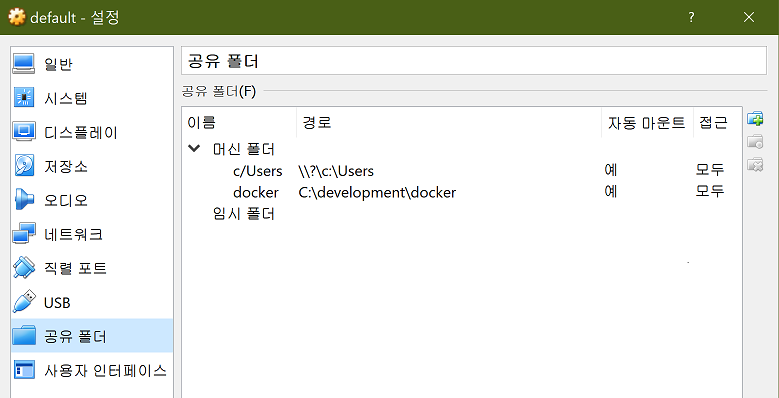 default - 설정
?
일반
시스템
디스플레이
저장소
오디오
네트워크
직렬 포트
USB
공유 폴더
사용자 인터페이스
공유 폴더
공유 폴더(F)
이름 경로 자동 마운트 접근
머신 폴더
c/Users \\?\c:\Users 예 모두
docker C:\development\docker 예 모두
임시 폴더